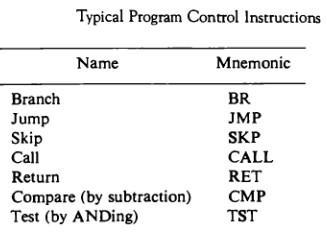 Typical Program Control Instructions
Name Mnemonic
Branch BR
Jump JMP
Skip SKP
Call CALL
Return RET
Compare (by subtraction) CMP
Test (by ANDing) TST